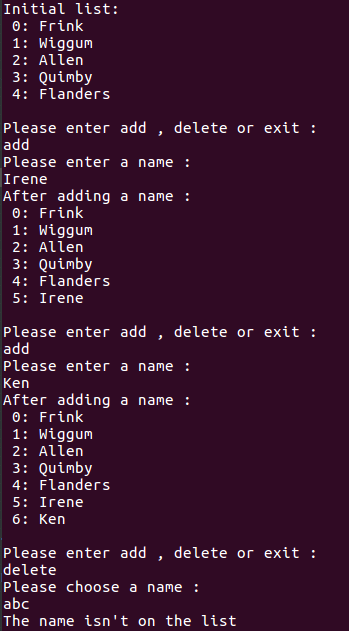 Initial list:
0: Frink
1: Wiggum
2: Allen
3: Quimby
4: Flanders
Please enter add , delete or exit :
add
Please enter a name :
Irene
After adding a name :
0: Frink
1: Wiggum
2: Allen
3: Quimby
4: Flanders
5: Irene
Please enter add , delete or exit :
add
Please enter a name :
Ken
After adding a name :
0: Frink
1: Wiggum
2: Allen
3: Quimby
4: Flanders
5: Irene
6: Ken
Please enter add , delete or exit :
delete
Please choose a name :
abc
The name isn't on the list